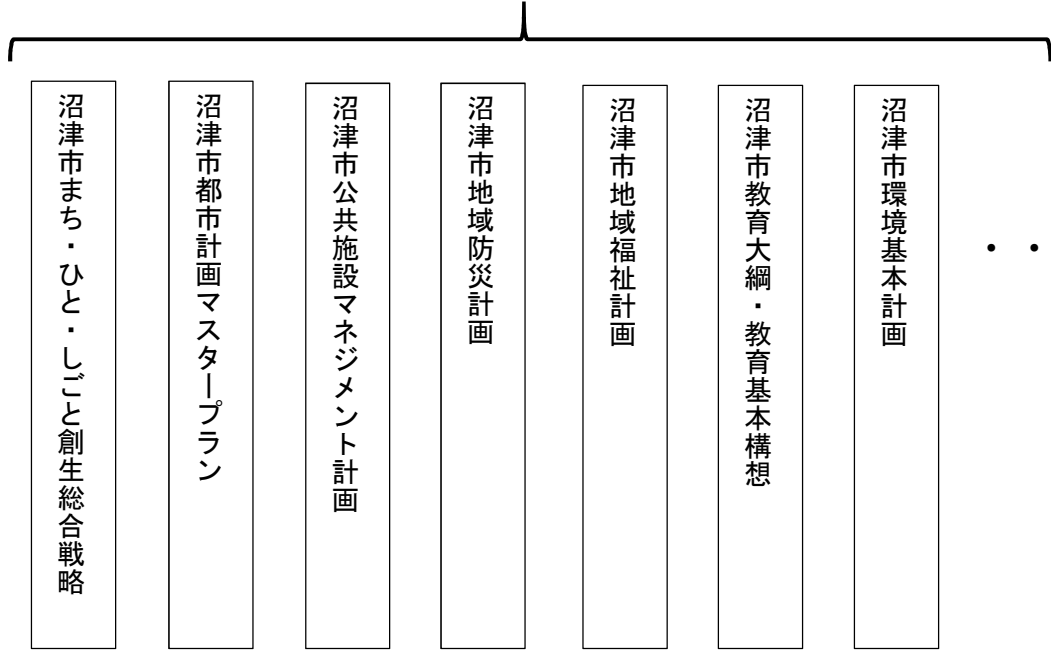 沼津市まち・ひと・しごと創生総合戦略
沼津市都市計画マスタープラン
沼津市公共施設マネジメント計画
沼津市地域防災計画
沼津市地域福祉計画
沼津市教育大綱・教育基本構想
沼津市環境基本計画
・・